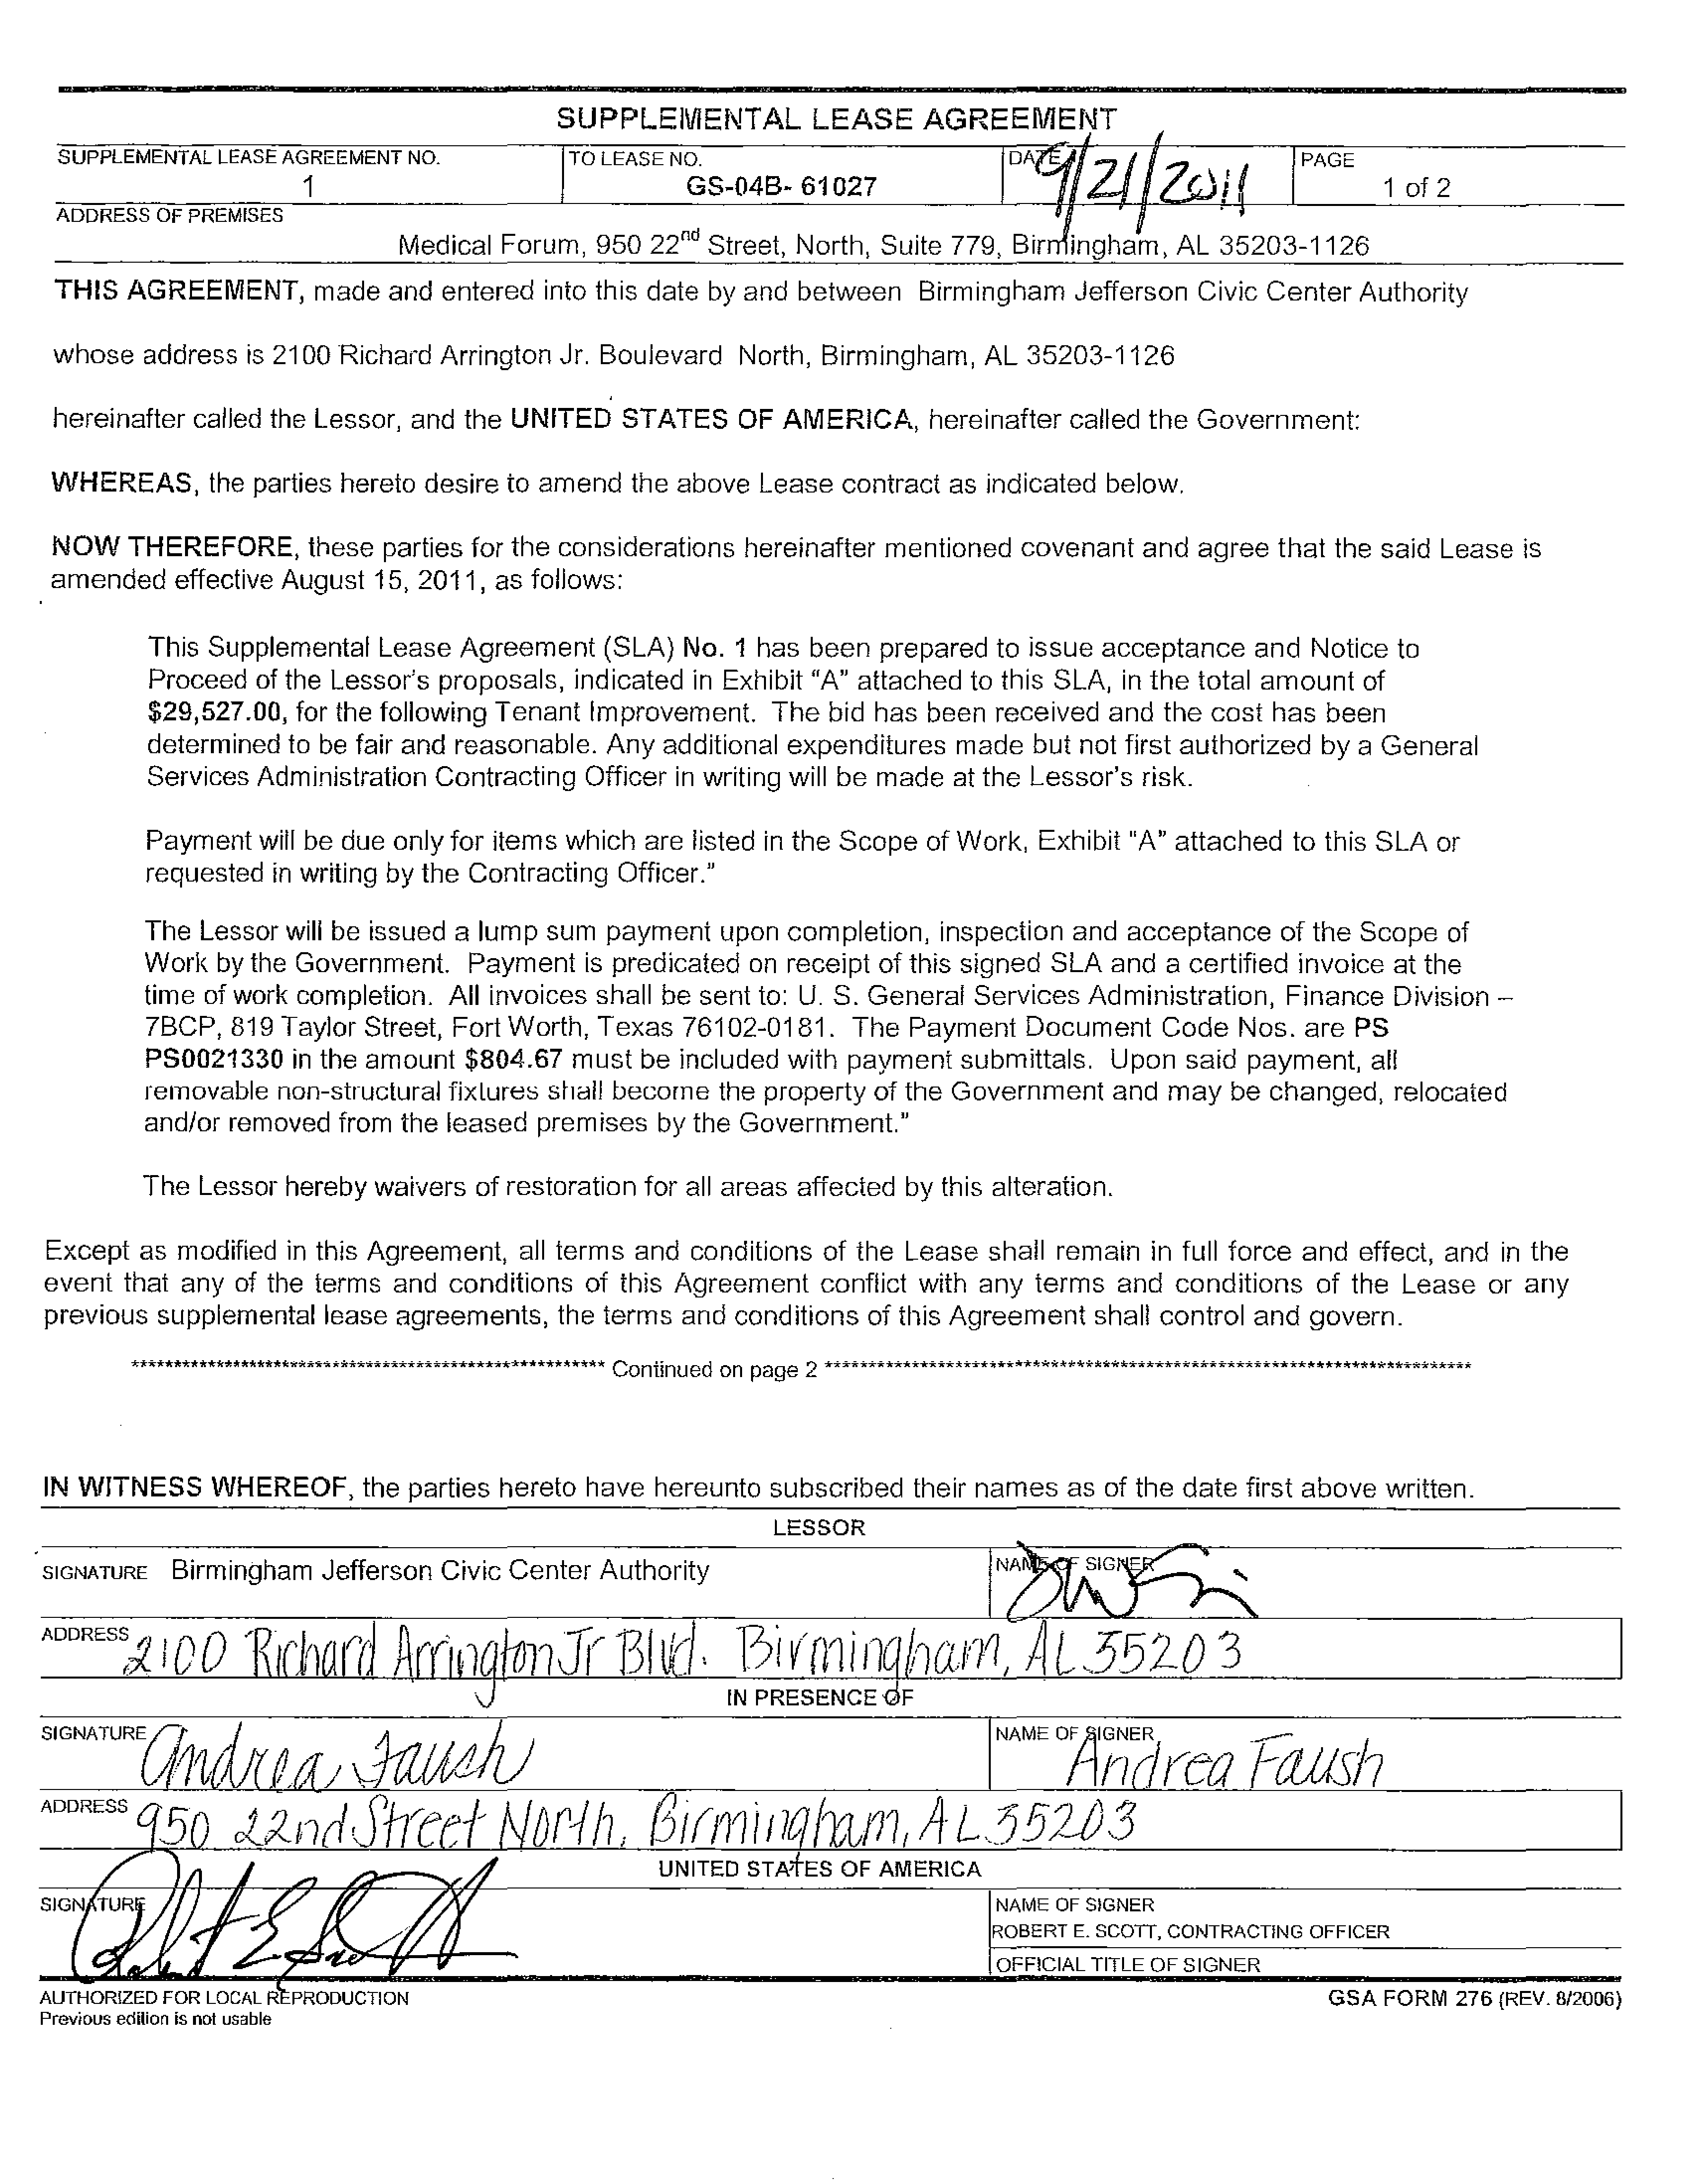 SUPPLEMENTAL LEASE AGREEMENT
SUPPLEMENTAL LEASE AGREEMENT NO. TO LEASE NO. DATE PAGE
1 GS-04B- 61027 9/21/2011 1 of 2
ADDRESS OF PREMISES
Medical Forum, 950 22nd Street, North, Suite 779, Birmingham, AL 35203-1126
THIS AGREEMENT, made and entered into this date by and between Birmingham Jefferson Civic Center Authority
whose address is 2100 Richard Arrington Jr. Boulevard North, Birmingham, AL 35203-1126
hereinafter called the Lessor, and the UNITED STATES OF AMERICA, hereinafter called the Government:
WHEREAS, the parties hereto desire to amend the above Lease contract as indicated below.
NOW THEREFORE, these parties for the considerations hereinafter mentioned covenant and agree that the said Lease is
amended effective August 15, 2011, as follows:
This Supplemental Lease Agreement (SLA) No. 1 has been prepared to issue acceptance and Notice to
Proceed of the Lessor's proposals, indicated in Exhibit "A" attached to this SLA, in the total amount of
$29,527.00, for the following Tenant Improvement. The bid has been received and the cost has been
determined to be fair and reasonable. Any additional expenditures made but not first authorized by a General
Services Administration Contracting Officer in writing will be made at the Lessor's risk.
Payment will be due only for items which are listed in the Scope of Work, Exhibit "A" attached to this SLA or
requested in writing by the Contracting Officer."
The Lessor will be issued a lump sum payment upon completion, inspection and acceptance of the Scope of
Work by the Government. Payment is predicated on receipt of this signed SLA and a certified invoice at the
time of work completion. All invoices shall be sent to: U. S. General Services Administration, Finance Division –
7BCP, 819 Taylor Street, Fort Worth, Texas 76102-0181. The Payment Document Code Nos. are PS
PS0021330 in the amount $804.67 must be included with payment submittals. Upon said payment, all
removable non-structural fixtures shall become the property of the Government and may be changed, relocated
and/or removed from the leased premises by the Government."
The Lessor hereby waivers of restoration for all areas affected by this alteration.
Except as modified in this Agreement, all terms and conditions of the Lease shall remain in full force and effect, and in the
event that any of the terms and conditions of this Agreement conflict with any terms and conditions of the Lease or any
previous supplemental lease agreements, the terms and conditions of this Agreement shall control and govern.
************************************************************ Continued on page 2 **********************************************************************************
IN WITNESS WHEREOF, the parties hereto have hereunto subscribed their names as of the date first above written.
LESSOR
SIGNATURE Birmingham Jefferson Civic Center Authority NAME OF SIGNER
ADDRESS 2100 Richard Arrington Jr Blvd. Birmingham, AL 35203
IN PRESENCE OF
SIGNATURE Andrea Faush NAME OF SIGNER Andrea Faush
ADDRESS 950 22nd Street North, Birmingham, AL 35203
UNITED STATES OF AMERICA
SIGNATURE Robert E. Scott NAME OF SIGNER
ROBERT E. SCOTT, CONTRACTING OFFICER
OFFICIAL TITLE OF SIGNER
AUTHORIZED FOR LOCAL REPRODUCTION GSA FORM 276 (REV. 8/2006)
Previous edition is not usable